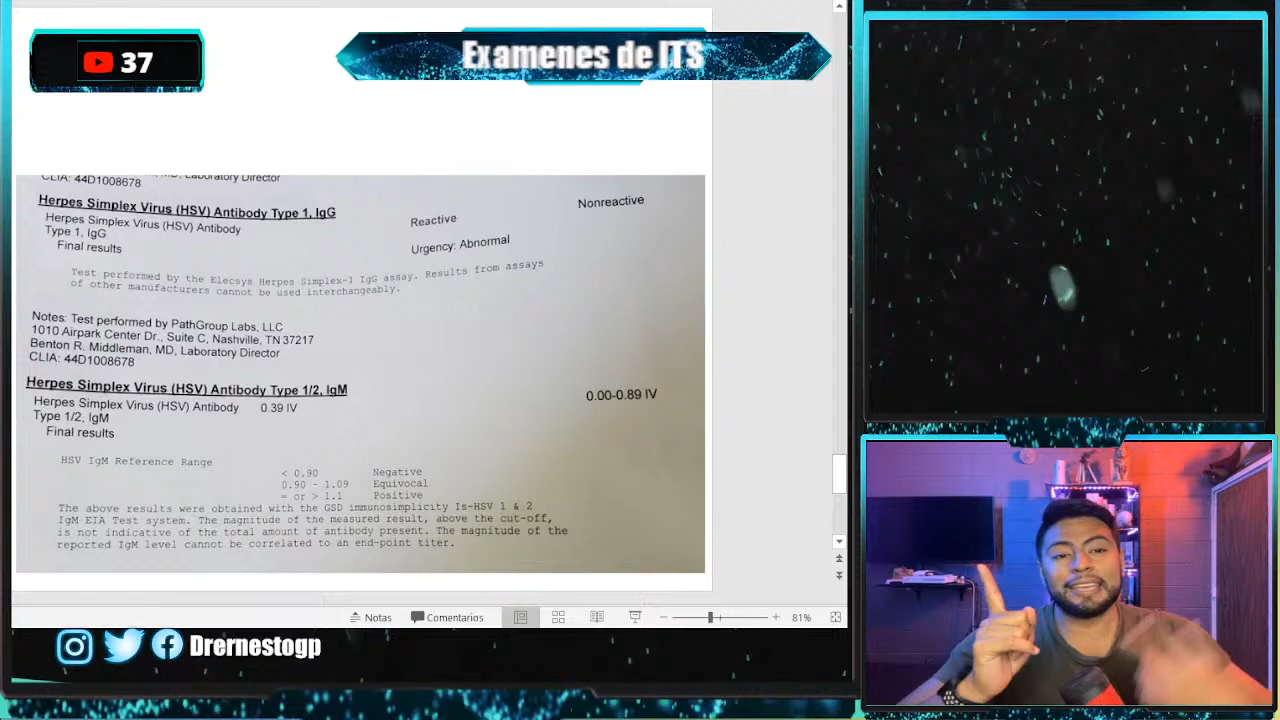 37
Examenes de ITS
MD, Laboratory Director
CLIA: 44D1008678
Herpes Simplex Virus (HSV) Antibody Type 1, IgG
Herpes Simplex Virus (HSV) Antibody
Type 1, IgG
Final results
Reactive
Nonreactive
Urgency: Abnormal
Test performed by the Elecsys Herpes Simplex-1 IgG assay. Results from assays
of other manufacturers cannot be used interchangeably.
Notes: Test performed by PathGroup Labs, LLC
1010 Airpark Center Dr., Suite C, Nashville, TN 37217
Benton R. Middleman, MD, Laboratory Director
CLIA: 44D1008678
Herpes Simplex Virus (HSV) Antibody Type 1/2, IgM
Herpes Simplex Virus (HSV) Antibody 0.39 IV 0.00-0.89 IV
Type 1/2, IgM
Final results
HSV IgM Reference Range
< 0.90 Negative
0.90 - 1.09 Equivocal
= or > 1.1 Positive
The above results were obtained with the GSD immunosimplicity Is-HSV 1 & 2
IgM EIA Test system. The magnitude of the measured result, above the cut-off,
is not indicative of the total amount of antibody present. The magnitude of the
reported IgM level cannot be correlated to an end-point titer.
Notas Comentarios 81%
Drernestogp